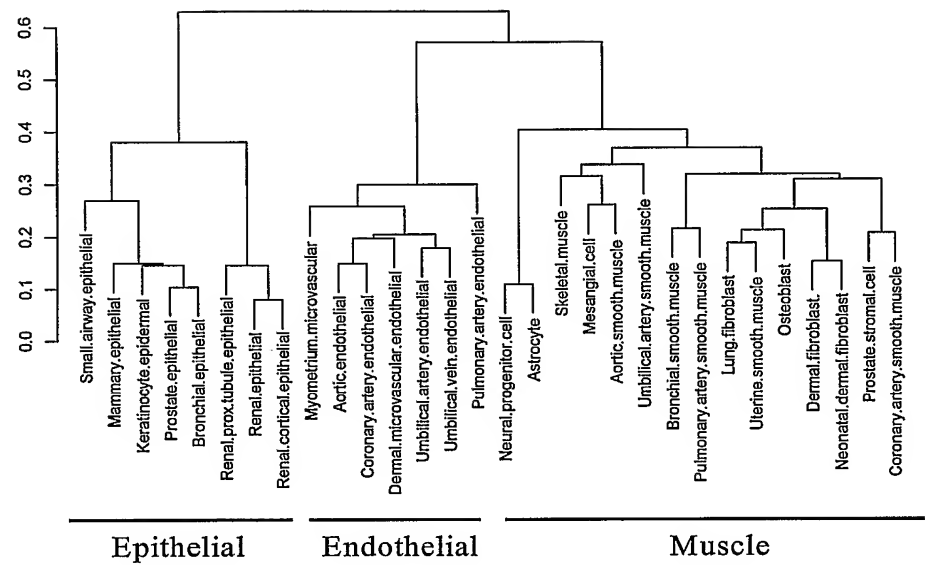 0.6
0.5
0.4
0.3
0.2
0.1
0.0
Small.airway.epithelial
Mammary.epithelial
Keratinocyte.epidermal
Prostate.epithelial
Bronchial.epithelial
Renal.prox.tubule.epithelial
Renal.epithelial
Renal.cortical.epithelial
Myometrium.microvascular
Aortic.endothelial
Coronary.artery.endothelial
Dermal.microvascular.endothelial
Umbilical.artery.endothelial
Umbilical.vein.endothelial
Pulmonary.artery.endothelial
Neural.progenitor.cell
Astrocyte
Skeletal.muscle
Mesangial.cell
Aortic.smooth.muscle
Umbilical.artery.smooth.muscle
Bronchial.smooth.muscle
Pulmonary.artery.smooth.muscle
Lung.fibroblast
Uterine.smooth.muscle
Osteoblast
Dermal.fibroblast.
Neonatal.dermal.fibroblast
Prostate.stromal.cell
Coronary.artery.smooth.muscle
Epithelial
Endothelial
Muscle